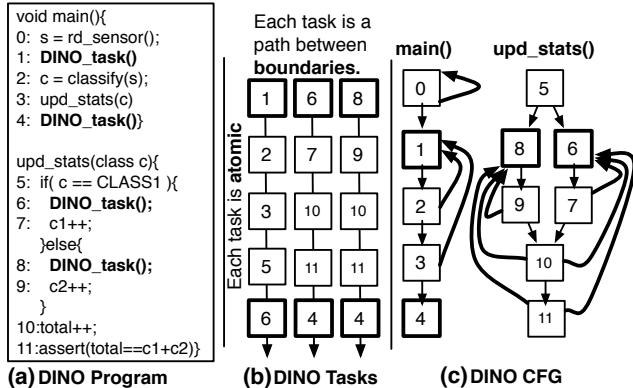 void main(){
0: s = rd_sensor();
1: DINO_task()
2: c = classify(s);
3: upd_stats(c)
4: DINO_task()}
upd_stats(class c){
5: if( c == CLASS1 ){
6: DINO_task();
7: c1++;
}else{
8: DINO_task();
9: c2++;
}
10:total++;
11:assert(total==c1+c2)}
(a) DINO Program
Each task is a
path between
boundaries.
Each task is atomic
1 6 8
2 7 9
3 10 10
5 11 11
6 4 4
(b) DINO Tasks
main()
0
1
2
3
4
upd_stats()
5
8 6
9 7
10
11
(c) DINO CFG